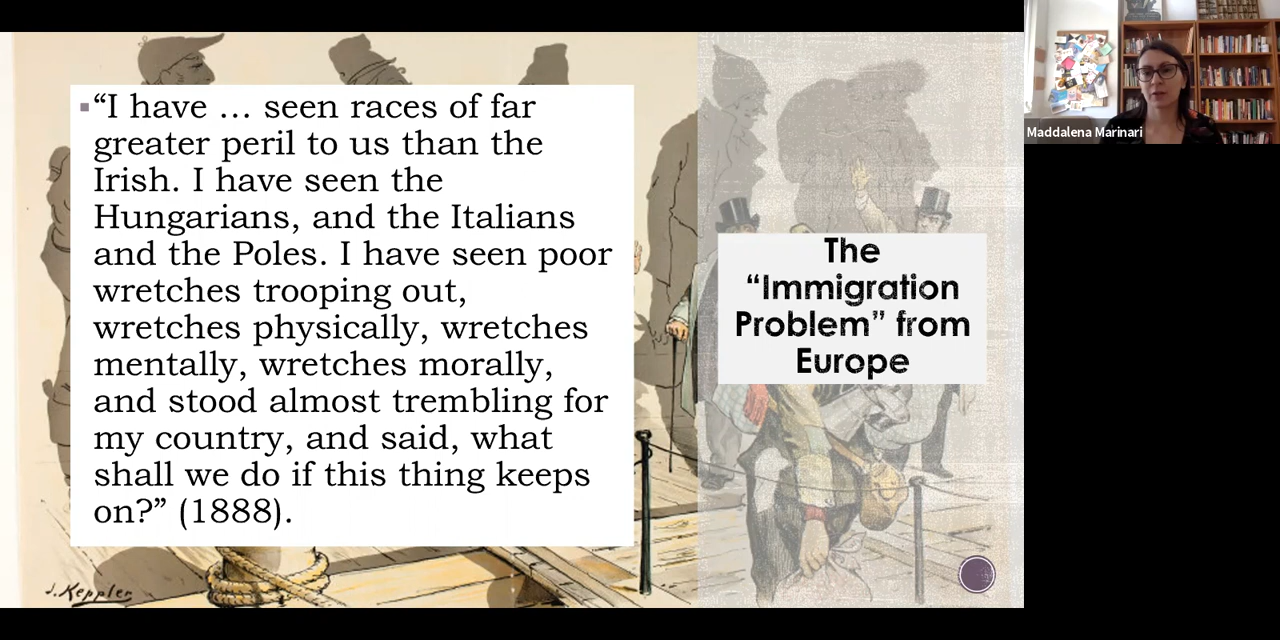 ▪“I have … seen races of far
greater peril to us than the
Irish. I have seen the
Hungarians, and the Italians
and the Poles. I have seen poor
wretches trooping out,
wretches physically, wretches
mentally, wretches morally,
and stood almost trembling for
my country, and said, what
shall we do if this thing keeps
on?” (1888).
The
“Immigration
Problem” from
Europe
J. Keppler
Maddalena Marinari